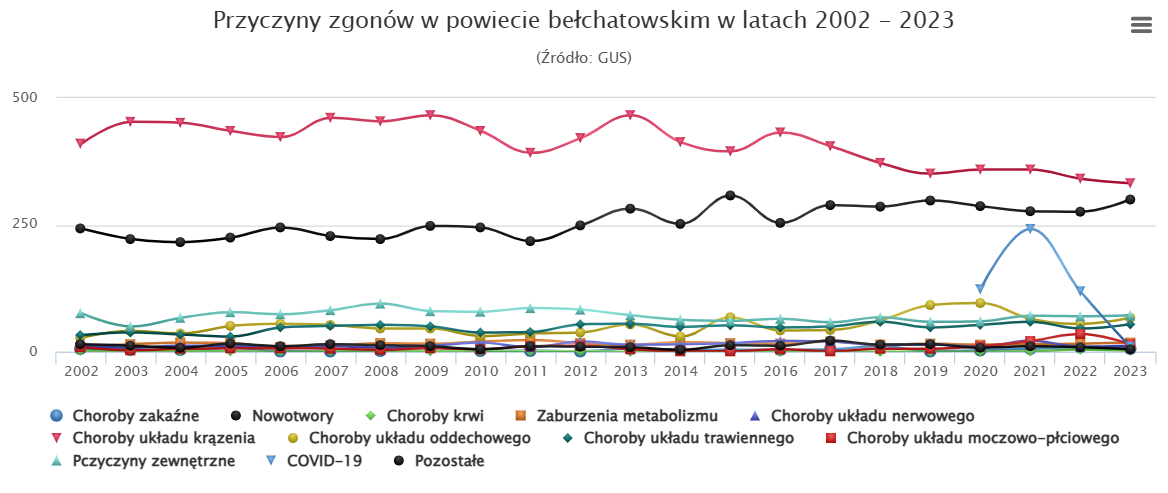 Przyczyny zgonów w powiecie bełchatowskim w latach 2002 – 2023
(Źródło: GUS)
500
250
0
2002 2003 2004 2005 2006 2007 2008 2009 2010 2011 2012 2013 2014 2015 2016 2017 2018 2019 2020 2021 2022 2023
Choroby zakaźne Nowotwory Choroby krwi Zaburzenia metabolizmu Choroby układu nerwowego
Choroby układu krążenia Choroby układu oddechowego Choroby układu trawiennego Choroby układu moczowo-płciowego
Pczyczyny zewnętrzne COVID-19 Pozostałe